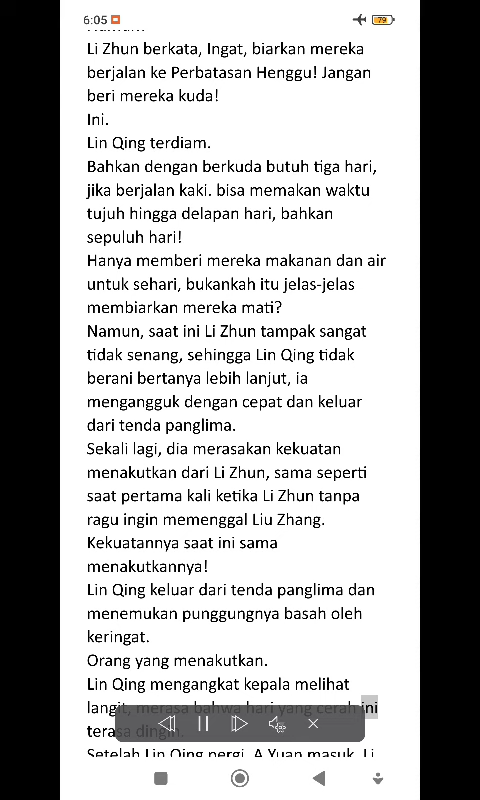 6:05
79
Li Zhun berkata, Ingat, biarkan mereka
berjalan ke Perbatasan Henggu! Jangan
beri mereka kuda!
Ini.
Lin Qing terdiam.
Bahkan dengan berkuda butuh tiga hari,
jika berjalan kaki. bisa memakan waktu
tujuh hingga delapan hari, bahkan
sepuluh hari!
Hanya memberi mereka makanan dan air
untuk sehari, bukankah itu jelas-jelas
membiarkan mereka mati?
Namun, saat ini Li Zhun tampak sangat
tidak senang, sehingga Lin Qing tidak
berani bertanya lebih lanjut, ia
mengangguk dengan cepat dan keluar
dari tenda panglima.
Sekali lagi, dia merasakan kekuatan
menakutkan dari Li Zhun, sama seperti
saat pertama kali ketika Li Zhun tanpa
ragu ingin memenggal Liu Zhang.
Kekuatannya saat ini sama
menakutkannya!
Lin Qing keluar dari tenda panglima dan
menemukan punggungnya basah oleh
keringat.
Orang yang menakutkan.
Lin Qing mengangkat kepala melihat
langit, merasa bahwa hari yang cerah ini
terasa dingin.
Setelah Lin Qing pergi, A Yuan masuk. Li